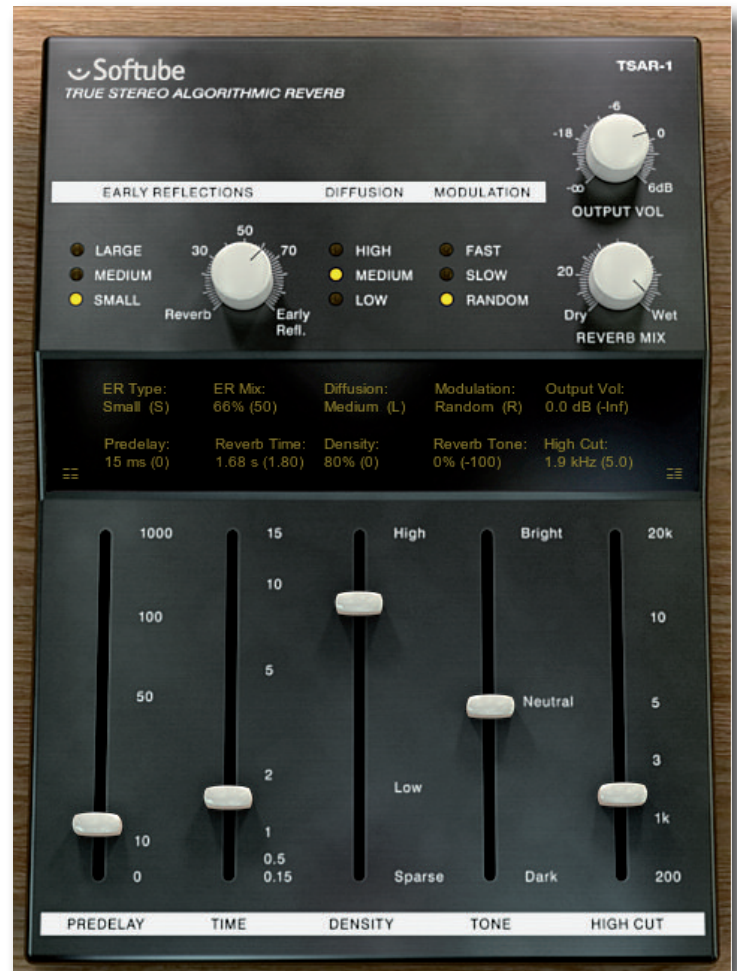 Softube
TSAR-1
TRUE STEREO ALGORITHMIC REVERB
-6
-18 0
-∞ 6dB
OUTPUT VOL
EARLY REFLECTIONS DIFFUSION MODULATION
50
30 70
LARGE
MEDIUM
SMALL
Reverb Early
Refl.
HIGH
MEDIUM
LOW
FAST
SLOW
RANDOM
20
Dry Wet
REVERB MIX
ER Type: ER Mix: Diffusion: Modulation: Output Vol:
Small (S) 66% (50) Medium (L) Random (R) 0.0 dB (-Inf)
Predelay: Reverb Time: Density: Reverb Tone: High Cut:
15 ms (0) 1.68 s (1.80) 80% (0) 0% (-100) 1.9 kHz (5.0)
1000 15 High Bright 20k
10
100 10
5
50 Neutral 5
3
2
Low
1k
1
10
0.5
0 0.15 Sparse Dark 200
PREDELAY TIME DENSITY TONE HIGH CUT